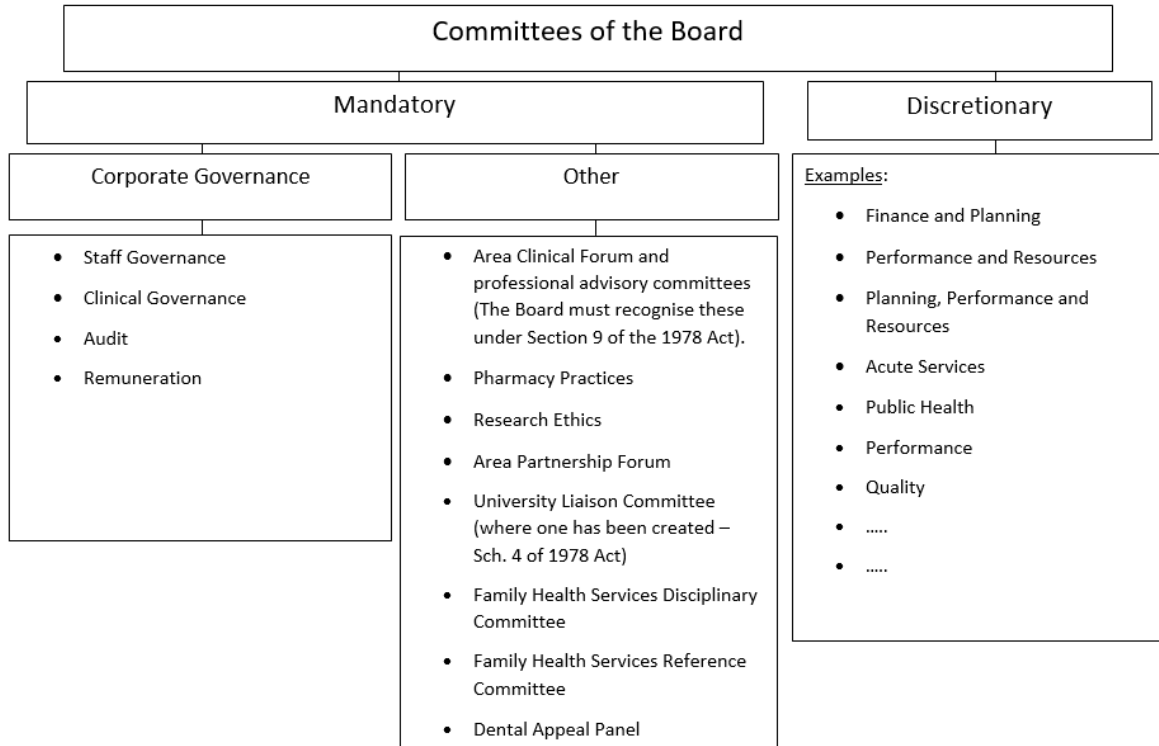 Committees of the Board
Mandatory
Discretionary
Corporate Governance
Other
• Staff Governance
• Clinical Governance
• Audit
• Remuneration
• Area Clinical Forum and
professional advisory committees
(The Board must recognise these
under Section 9 of the 1978 Act).
• Pharmacy Practices
• Research Ethics
• Area Partnership Forum
• University Liaison Committee
(where one has been created –
Sch. 4 of 1978 Act)
• Family Health Services Disciplinary
Committee
• Family Health Services Reference
Committee
• Dental Appeal Panel
Examples:
• Finance and Planning
• Performance and Resources
• Planning, Performance and
Resources
• Acute Services
• Public Health
• Performance
• Quality
• .....
• .....